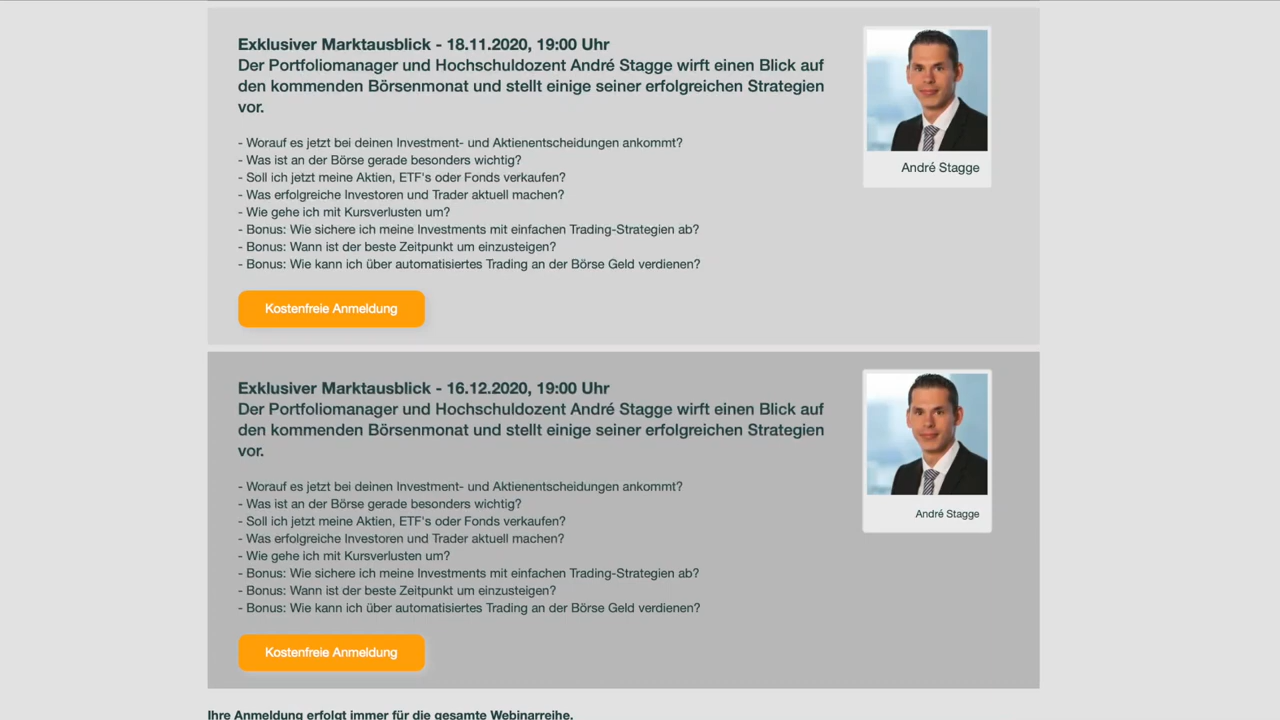 Exklusiver Marktausblick - 18.11.2020, 19:00 Uhr
Der Portfoliomanager und Hochschuldozent André Stagge wirft einen Blick auf
den kommenden Börsenmonat und stellt einige seiner erfolgreichen Strategien
vor.
- Worauf es jetzt bei deinen Investment- und Aktienentscheidungen ankommt?
- Was ist an der Börse gerade besonders wichtig?
- Soll ich jetzt meine Aktien, ETF's oder Fonds verkaufen?
- Was erfolgreiche Investoren und Trader aktuell machen?
- Wie gehe ich mit Kursverlusten um?
- Bonus: Wie sichere ich meine Investments mit einfachen Trading-Strategien ab?
- Bonus: Wann ist der beste Zeitpunkt um einzusteigen?
- Bonus: Wie kann ich über automatisiertes Trading an der Börse Geld verdienen?
Kostenfreie Anmeldung
André Stagge
Exklusiver Marktausblick - 16.12.2020, 19:00 Uhr
Der Portfoliomanager und Hochschuldozent André Stagge wirft einen Blick auf
den kommenden Börsenmonat und stellt einige seiner erfolgreichen Strategien
vor.
- Worauf es jetzt bei deinen Investment- und Aktienentscheidungen ankommt?
- Was ist an der Börse gerade besonders wichtig?
- Soll ich jetzt meine Aktien, ETF's oder Fonds verkaufen?
- Was erfolgreiche Investoren und Trader aktuell machen?
- Wie gehe ich mit Kursverlusten um?
- Bonus: Wie sichere ich meine Investments mit einfachen Trading-Strategien ab?
- Bonus: Wann ist der beste Zeitpunkt um einzusteigen?
- Bonus: Wie kann ich über automatisiertes Trading an der Börse Geld verdienen?
Kostenfreie Anmeldung
André Stagge
Ihre Anmeldung erfolgt immer für die gesamte Webinarreihe.